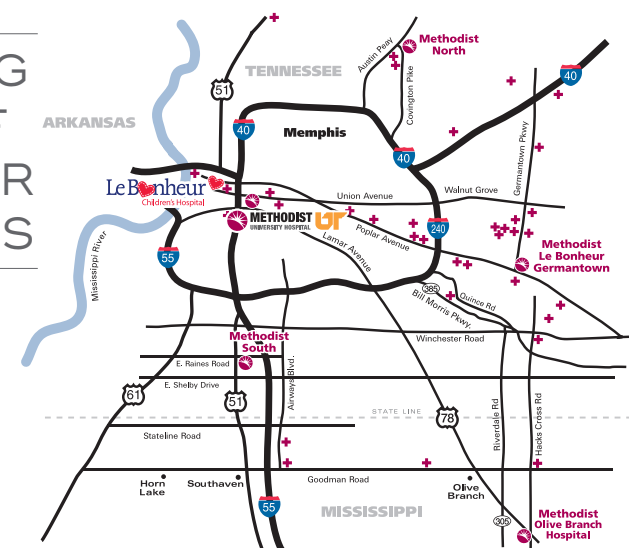 G
R
S
Methodist
North
Austin Peay
Covington Pike
TENNESSEE
51
ARKANSAS
40
Memphis
40
40
Germantown Pkwy
Le Bonheur
Children's Hospital
Union Avenue
Walnut Grove
METHODIST
UNIVERSITY HOSPITAL
UT
Poplar Avenue
Lamar Avenue
240
Methodist
Le Bonheur
Germantown
Mississippi River
55
385
Quince Rd
Bill Morris Pkwy.
Winchester Road
Methodist
South
E. Raines Road
Airways Blvd.
E. Shelby Drive
61
51
STATE LINE
78
Riverdale Rd
Hacks Cross Rd
Stateline Road
Horn
Lake
Southaven
Goodman Road
Olive
Branch
55
MISSISSIPPI
305
Methodist
Olive Branch
Hospital